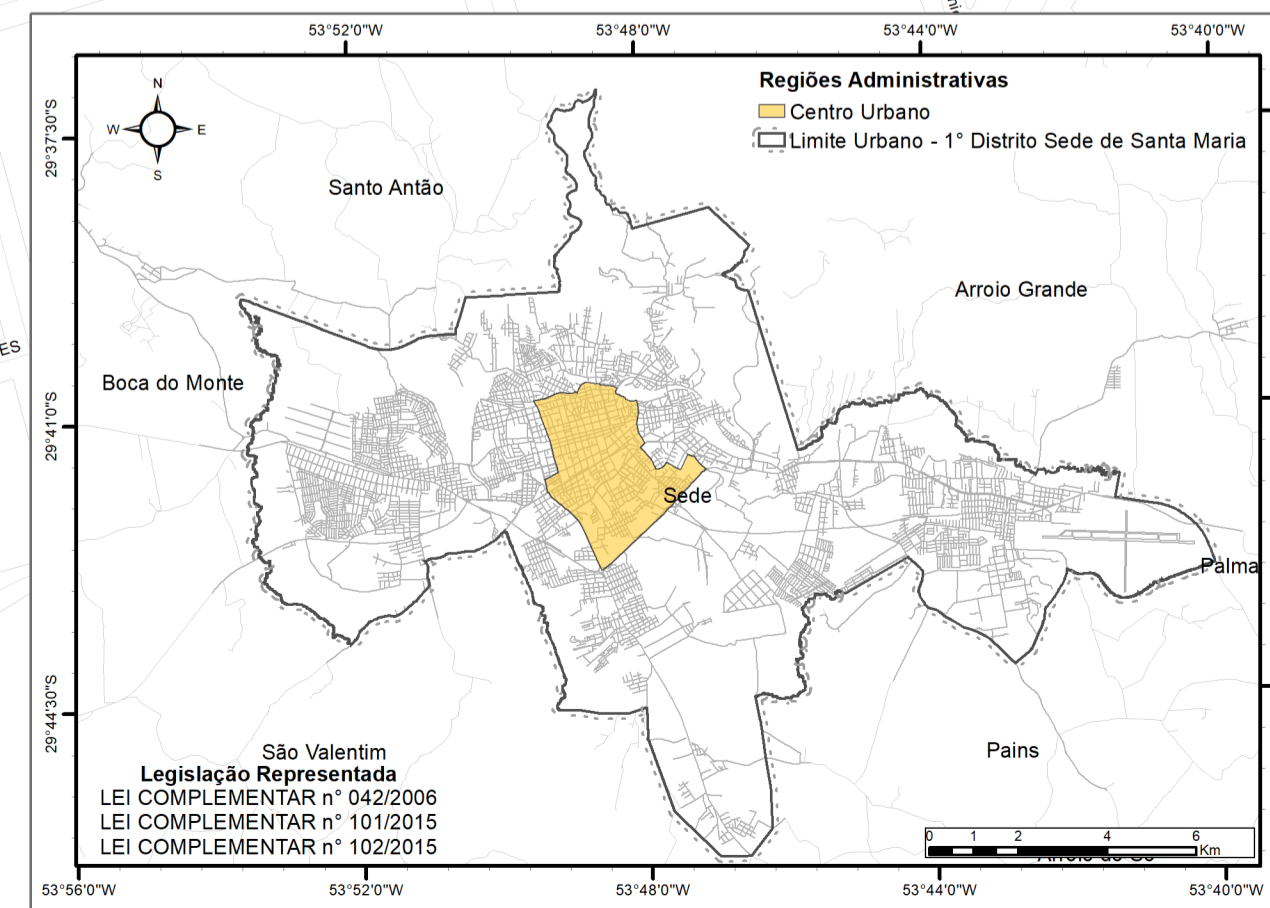 53°52'0"W
53°48'0"W
53°44'0"W
53°40'0"W
N
W
E
S
Regiões Administrativas
Centro Urbano
Limite Urbano - 1° Distrito Sede de Santa Maria
29°37'30"S
Santo Antão
Arroio Grande
ES
Boca do Monte
29°41'0"S
Sede
Palma
29°44'30"S
São Valentim
Pains
Legislação Representada
LEI COMPLEMENTAR n° 042/2006
LEI COMPLEMENTAR n° 101/2015
LEI COMPLEMENTAR n° 102/2015
0 1 2 4 6
Km
53°56'0"W
53°52'0"W
53°48'0"W
53°44'0"W
53°40'0"W